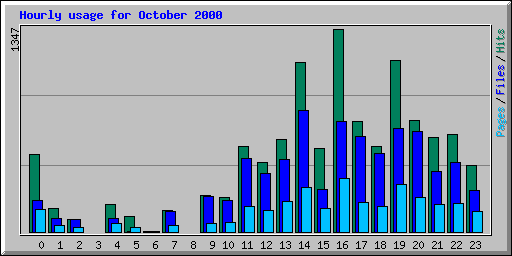 Hourly usage for October 2000
1347
Pages / Files / Hits
0 1 2 3 4 5 6 7 8 9 10 11 12 13 14 15 16 17 18 19 20 21 22 23